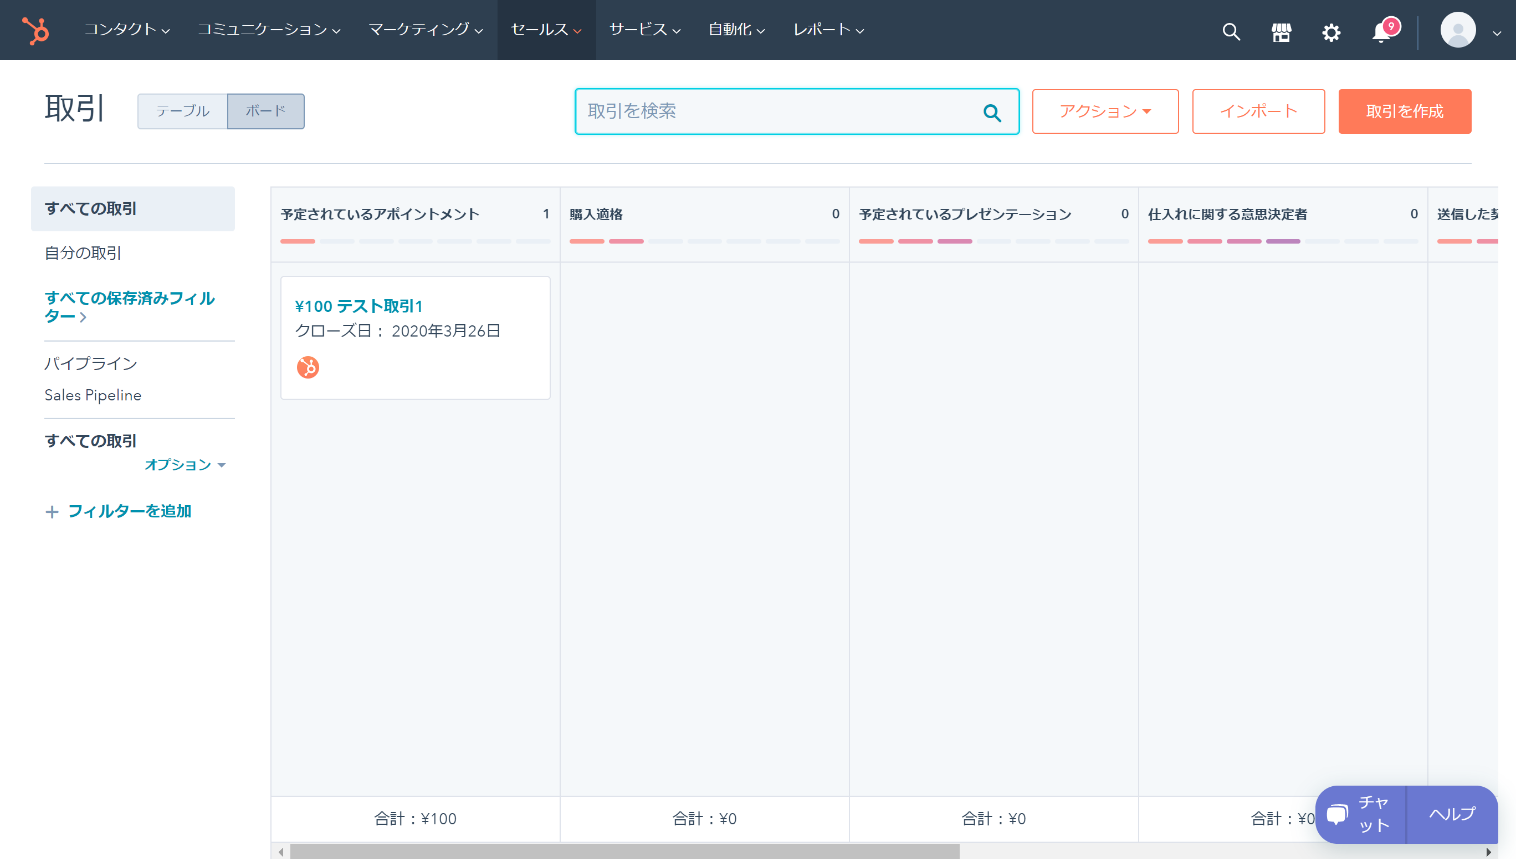 コンタクト
コミュニケーション
マーケティング
セールス
サービス
自動化
レポート
9
取引
テーブル
ボード
取引を検索
アクション
インポート
取引を作成
すべての取引
自分の取引
すべての保存済みフィル
ター
パイプライン
Sales Pipeline
すべての取引
オプション
フィルターを追加
予定されているアポイントメント 1
購入適格 0
予定されているプレゼンテーション 0
仕入れに関する意思決定者 0
送信した契
¥100 テスト取引1
クローズ日： 2020年3月26日
合計：¥100
合計：¥0
合計：¥0
合計：¥0
チャ
ット
ヘルプ